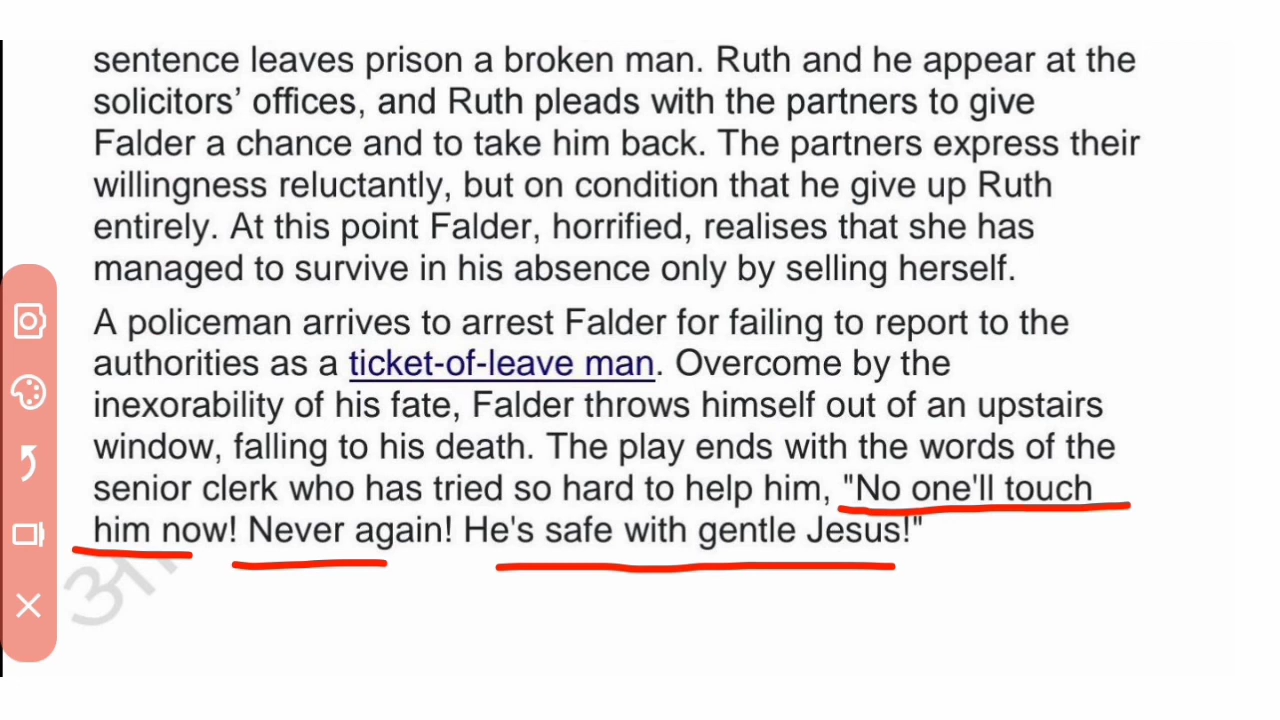 sentence leaves prison a broken man. Ruth and he appear at the
solicitors’ offices, and Ruth pleads with the partners to give
Falder a chance and to take him back. The partners express their
willingness reluctantly, but on condition that he give up Ruth
entirely. At this point Falder, horrified, realises that she has
managed to survive in his absence only by selling herself.
A policeman arrives to arrest Falder for failing to report to the
authorities as a ticket-of-leave man. Overcome by the
inexorability of his fate, Falder throws himself out of an upstairs
window, falling to his death. The play ends with the words of the
senior clerk who has tried so hard to help him, "No one'll touch
him now! Never again! He's safe with gentle Jesus!"